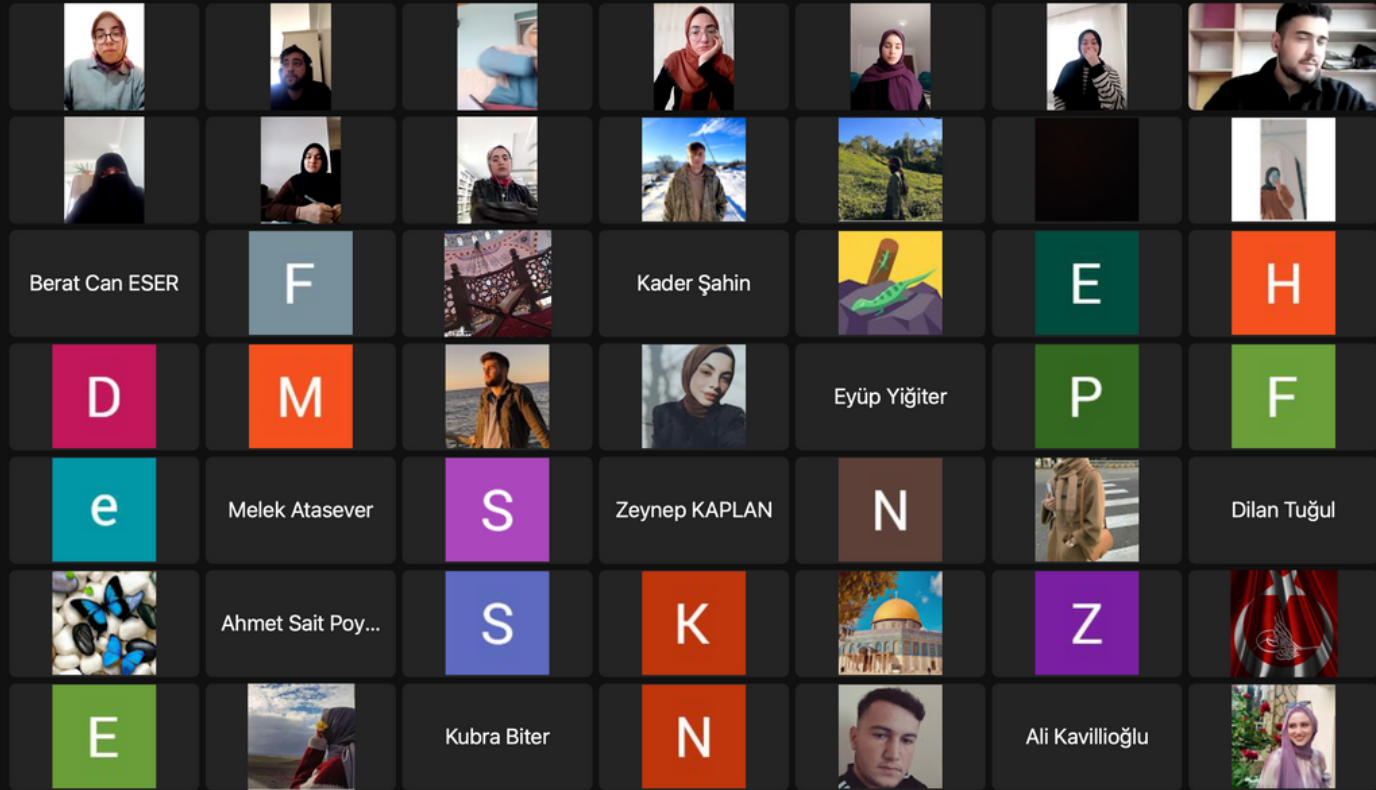 Berat Can ESER
F
Kader Şahin
E
H
D
M
Eyüp Yiğiter
P
F
e
Melek Atasever
S
Zeynep KAPLAN
N
Dilan Tuğul
Ahmet Sait Poy...
S
K
Z
E
Kubra Biter
N
Ali Kavillioğlu